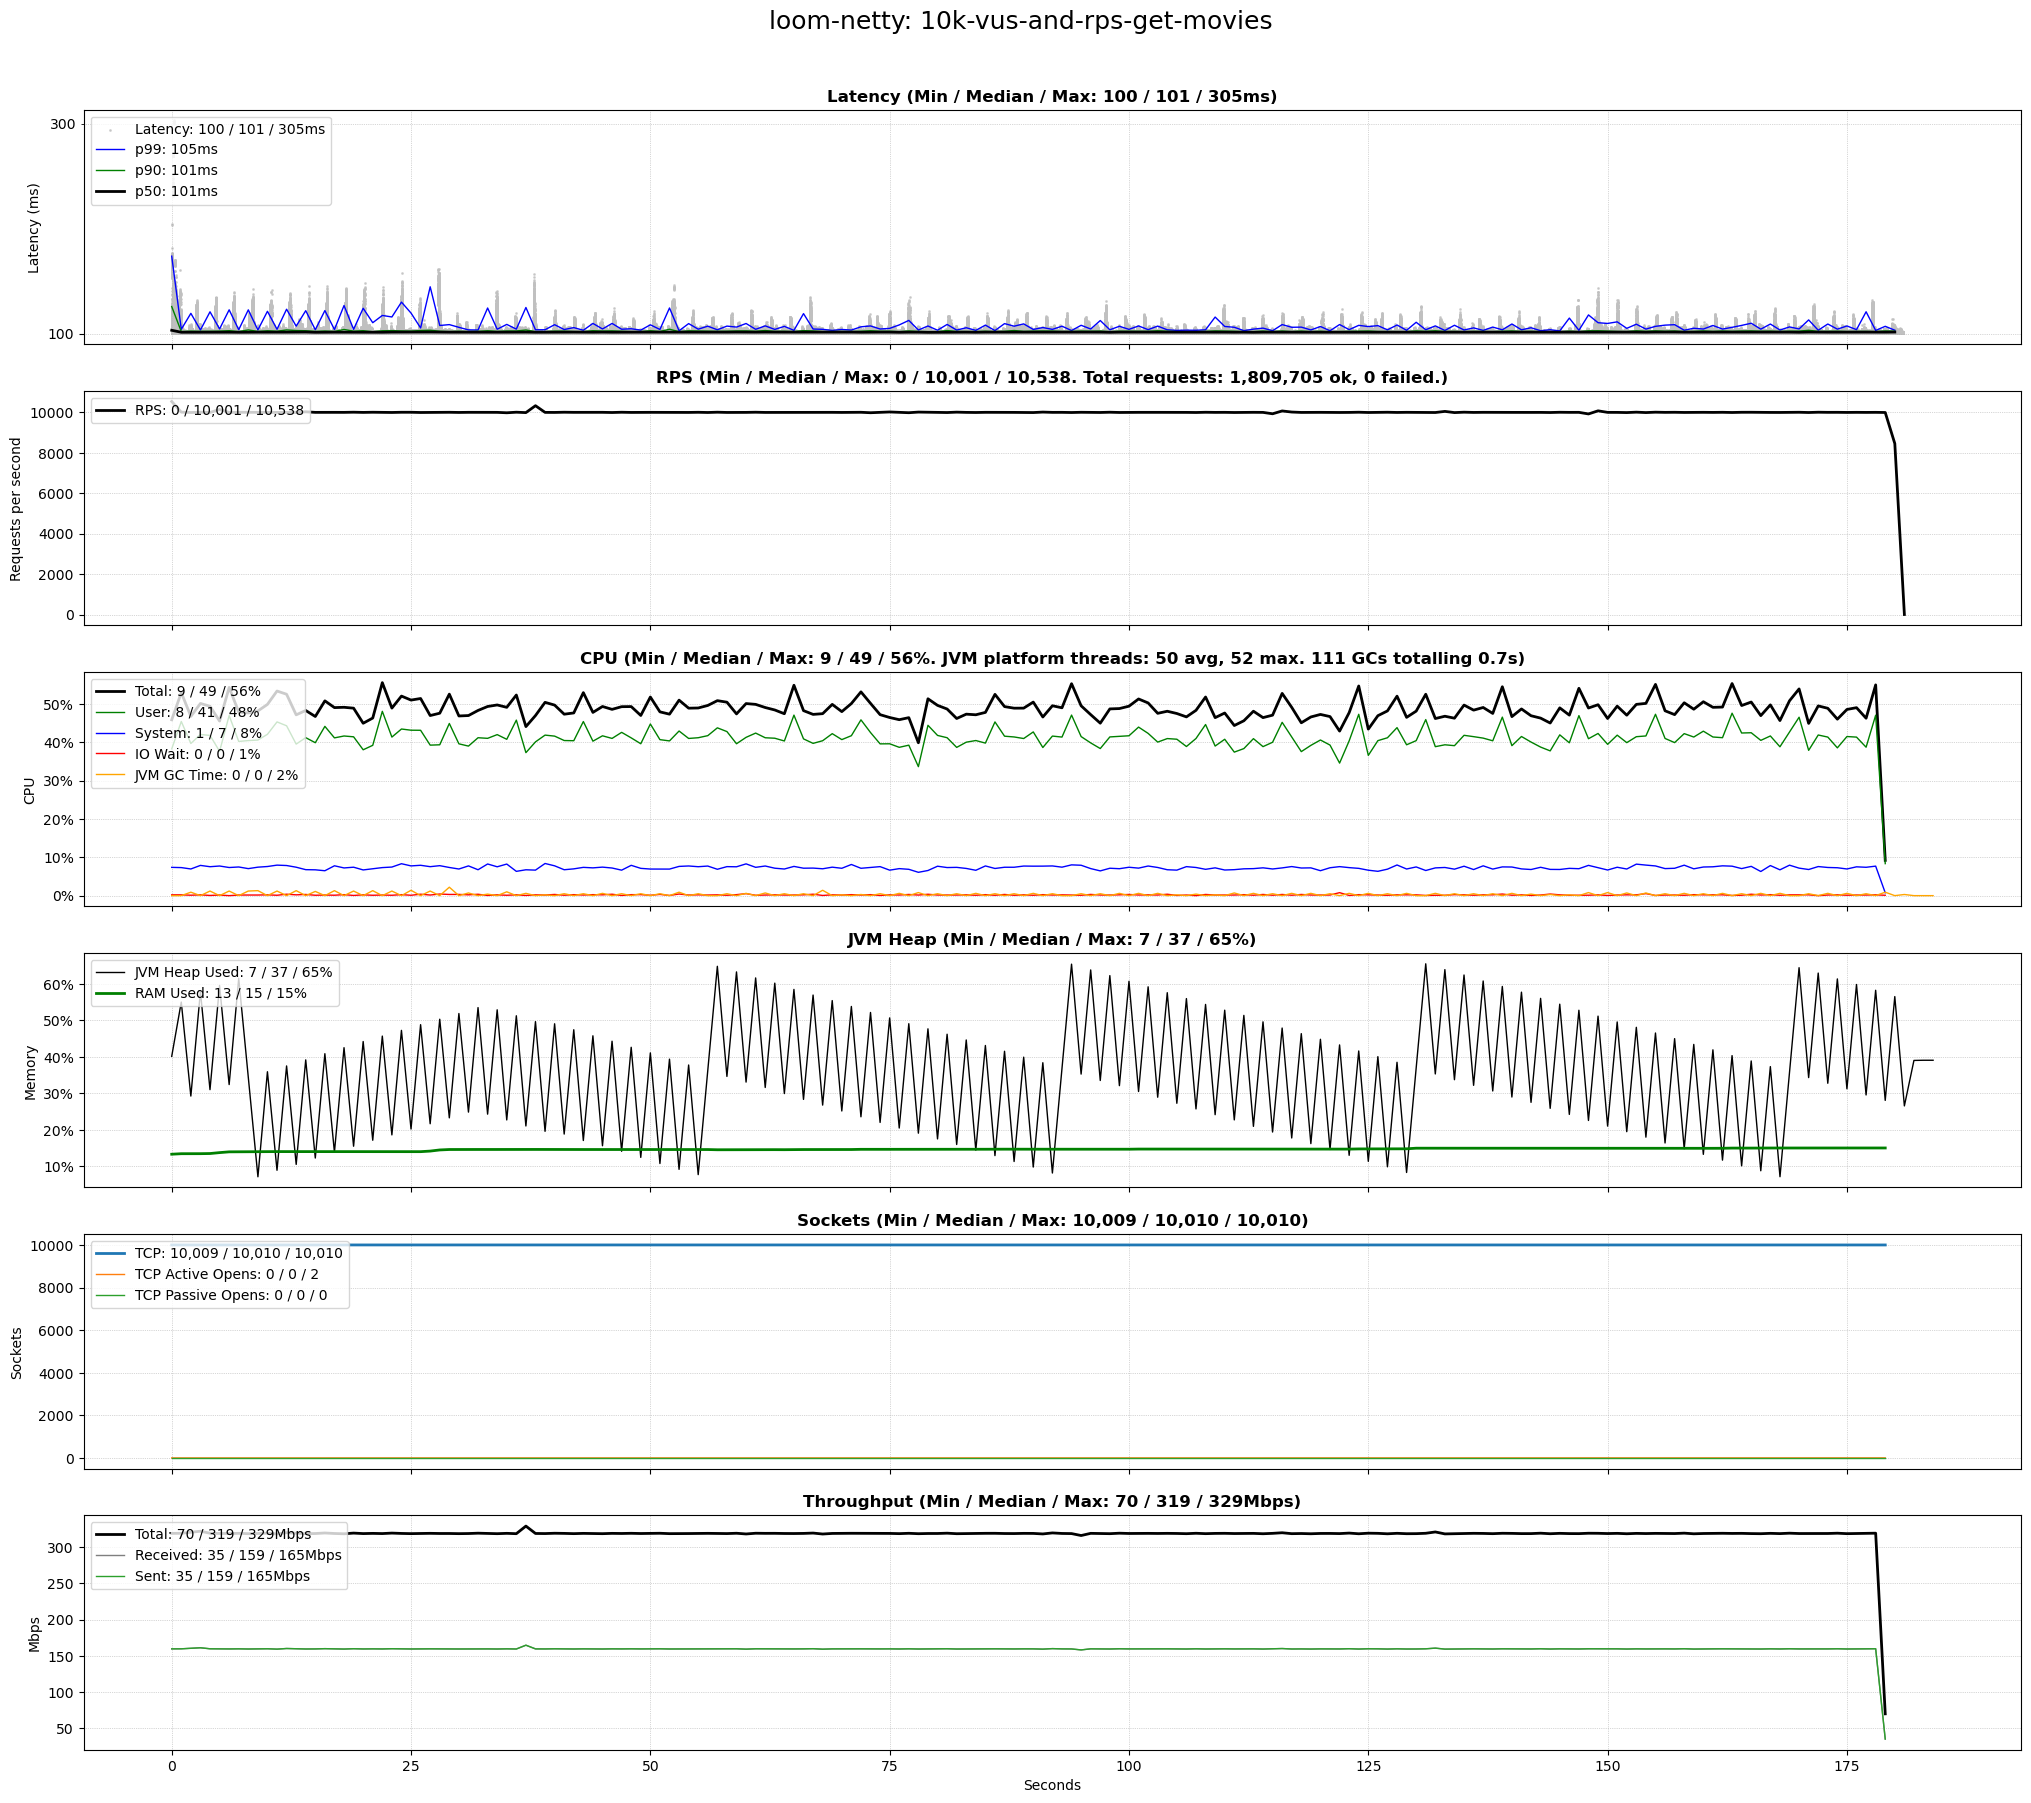 loom-netty: 10k-vus-and-rps-get-movies
Latency (Min / Median / Max: 100 / 101 / 305ms)
300
100
Latency (ms)
Latency: 100 / 101 / 305ms
p99: 105ms
p90: 101ms
p50: 101ms
RPS (Min / Median / Max: 0 / 10,001 / 10,538. Total requests: 1,809,705 ok, 0 failed.)
10000
8000
6000
4000
2000
0
Requests per second
RPS: 0 / 10,001 / 10,538
CPU (Min / Median / Max: 9 / 49 / 56%. JVM platform threads: 50 avg, 52 max. 111 GCs totalling 0.7s)
50%
40%
30%
20%
10%
0%
CPU
Total: 9 / 49 / 56%
User: 8 / 41 / 48%
System: 1 / 7 / 8%
IO Wait: 0 / 0 / 1%
JVM GC Time: 0 / 0 / 2%
JVM Heap (Min / Median / Max: 7 / 37 / 65%)
60%
50%
40%
30%
20%
10%
Memory
JVM Heap Used: 7 / 37 / 65%
RAM Used: 13 / 15 / 15%
Sockets (Min / Median / Max: 10,009 / 10,010 / 10,010)
10000
8000
6000
4000
2000
0
Sockets
TCP: 10,009 / 10,010 / 10,010
TCP Active Opens: 0 / 0 / 2
TCP Passive Opens: 0 / 0 / 0
Throughput (Min / Median / Max: 70 / 319 / 329Mbps)
300
250
200
150
100
50
Mbps
Total: 70 / 319 / 329Mbps
Received: 35 / 159 / 165Mbps
Sent: 35 / 159 / 165Mbps
0 25 50 75 100 125 150 175
Seconds